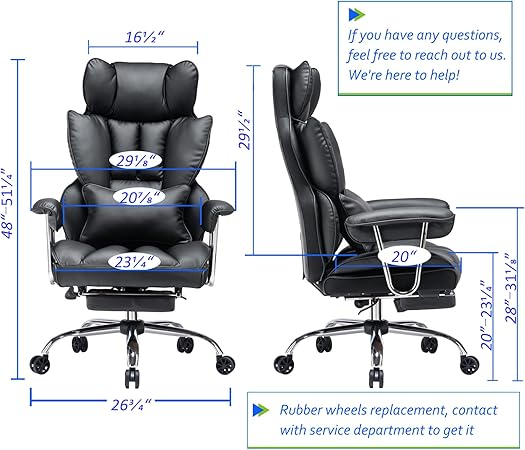 16½“
If you have any questions,
feel free to reach out to us.
We're here to help!
29½“
29⅛“
48“–51¼“
20⅞“
23¼“
20“
20“–23¼“
28“–31⅛“
26¾“
Rubber wheels replacement, contact
with service department to get it